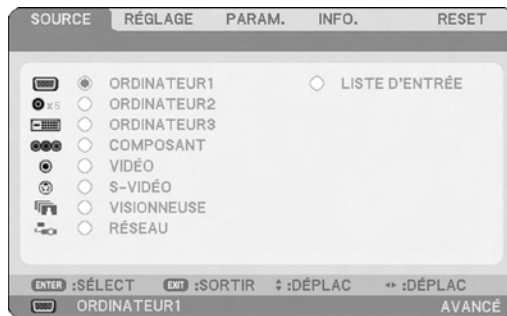 SOURCE RÉGLAGE PARAM. INFO. RESET
ORDINATEUR1 LISTE D'ENTRÉE
x5 ORDINATEUR2
ORDINATEUR3
COMPOSANT
VIDÉO
S-VIDÉO
VISIONNEUSE
RÉSEAU
ENTER :SÉLECT EXIT :SORTIR :DÉPLAC :DÉPLAC
ORDINATEUR1 AVANCÉ